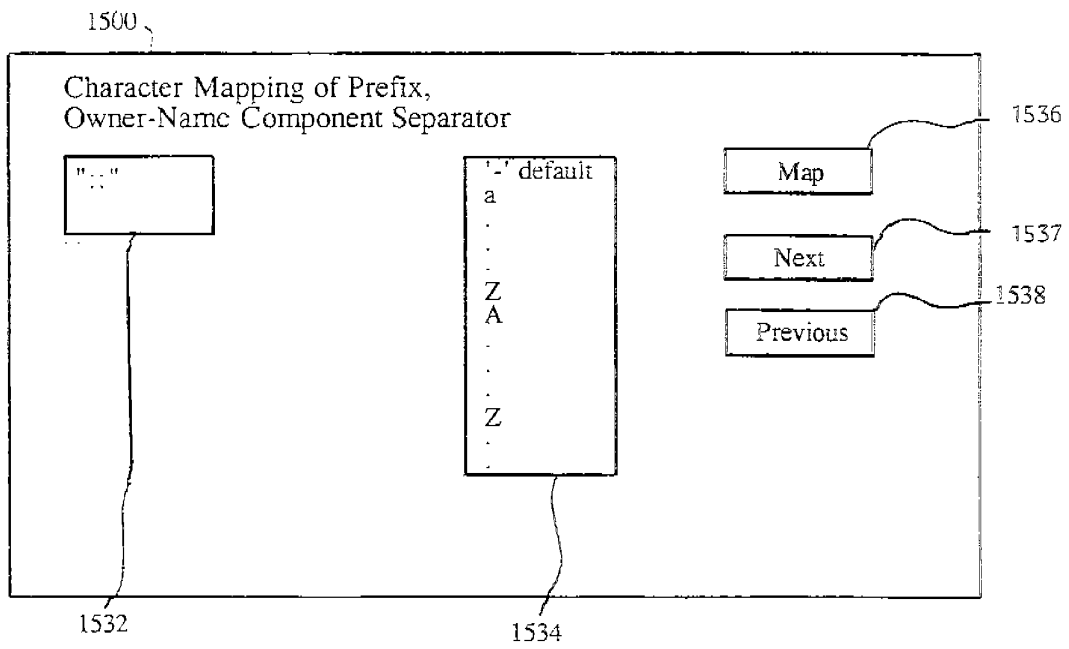 1500
Character Mapping of Prefix,
Owner-Name Component Separator
"::"
'-' default
a
.
.
.
Z
A
.
.
.
Z
.
.
Map
Next
Previous
1536
1537
1538
1532
1534